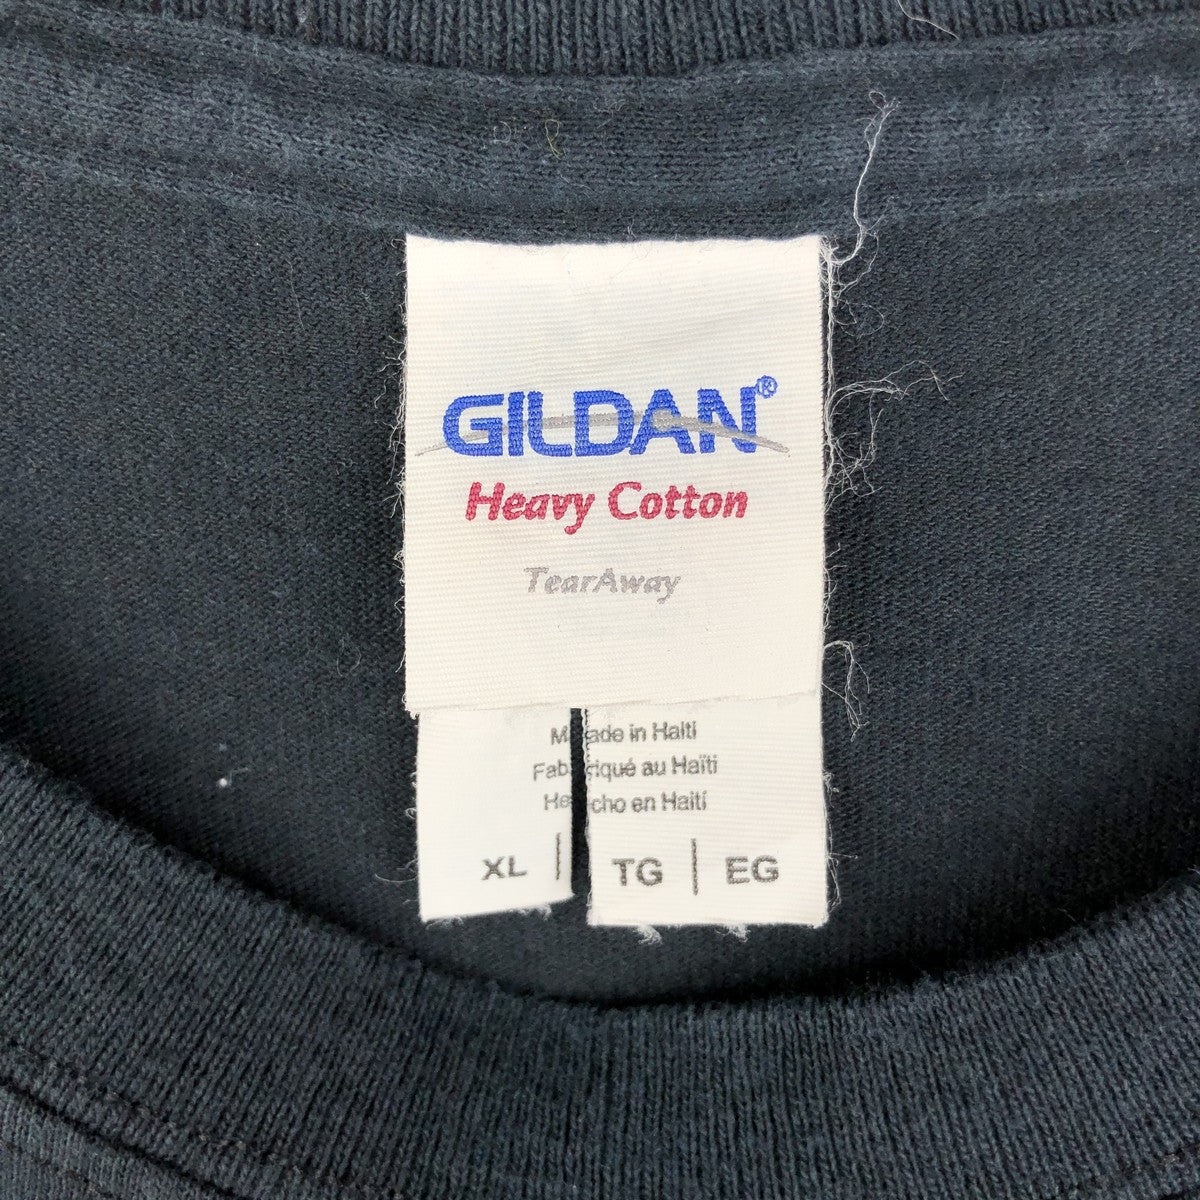 GILDAN®
Heavy Cotton
TearAway
Made in Haiti
Fabriqué au Haïti
Hecho en Haití
XL | TG | EG